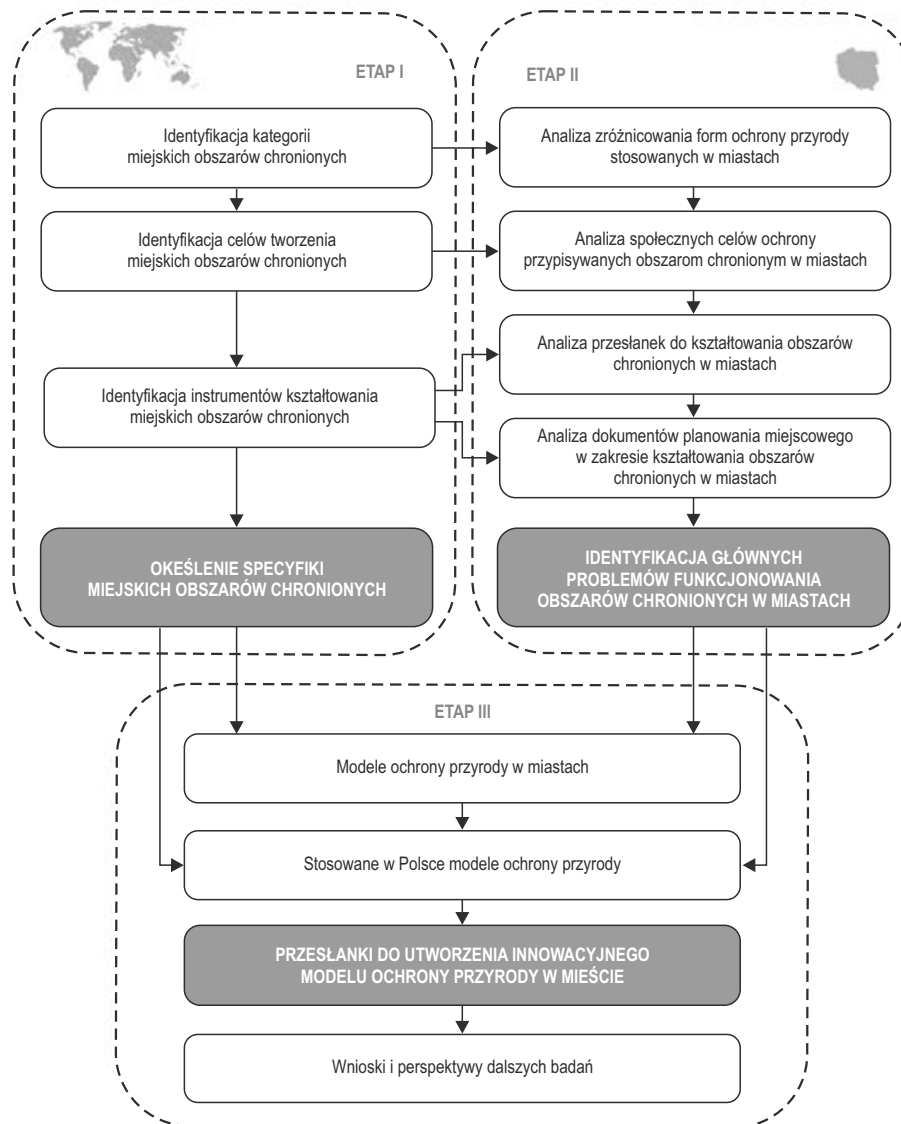 ETAP I
Identyfikacja kategorii
miejskich obszarów chronionych
Identyfikacja celów tworzenia
miejskich obszarów chronionych
Identyfikacja instrumentów kształtowania
miejskich obszarów chronionych
OKREŚLENIE SPECYFIKI
MIEJSKICH OBSZARÓW CHRONIONYCH
ETAP II
Analiza zróżnicowania form ochrony przyrody
stosowanych w miastach
Analiza społecznych celów ochrony
przypisywanych obszarom chronionym w miastach
Analiza przesłanek do kształtowania obszarów
chronionych w miastach
Analiza dokumentów planowania miejscowego
w zakresie kształtowania obszarów
chronionych w miastach
IDENTYFIKACJA GŁÓWNYCH
PROBLEMÓW FUNKCJONOWANIA
OBSZARÓW CHRONIONYCH W MIASTACH
ETAP III
Modele ochrony przyrody w miastach
Stosowane w Polsce modele ochrony przyrody
PRZESŁANKI DO UTWORZENIA INNOWACYJNEGO
MODELU OCHRONY PRZYRODY W MIEŚCIE
Wnioski i perspektywy dalszych badań